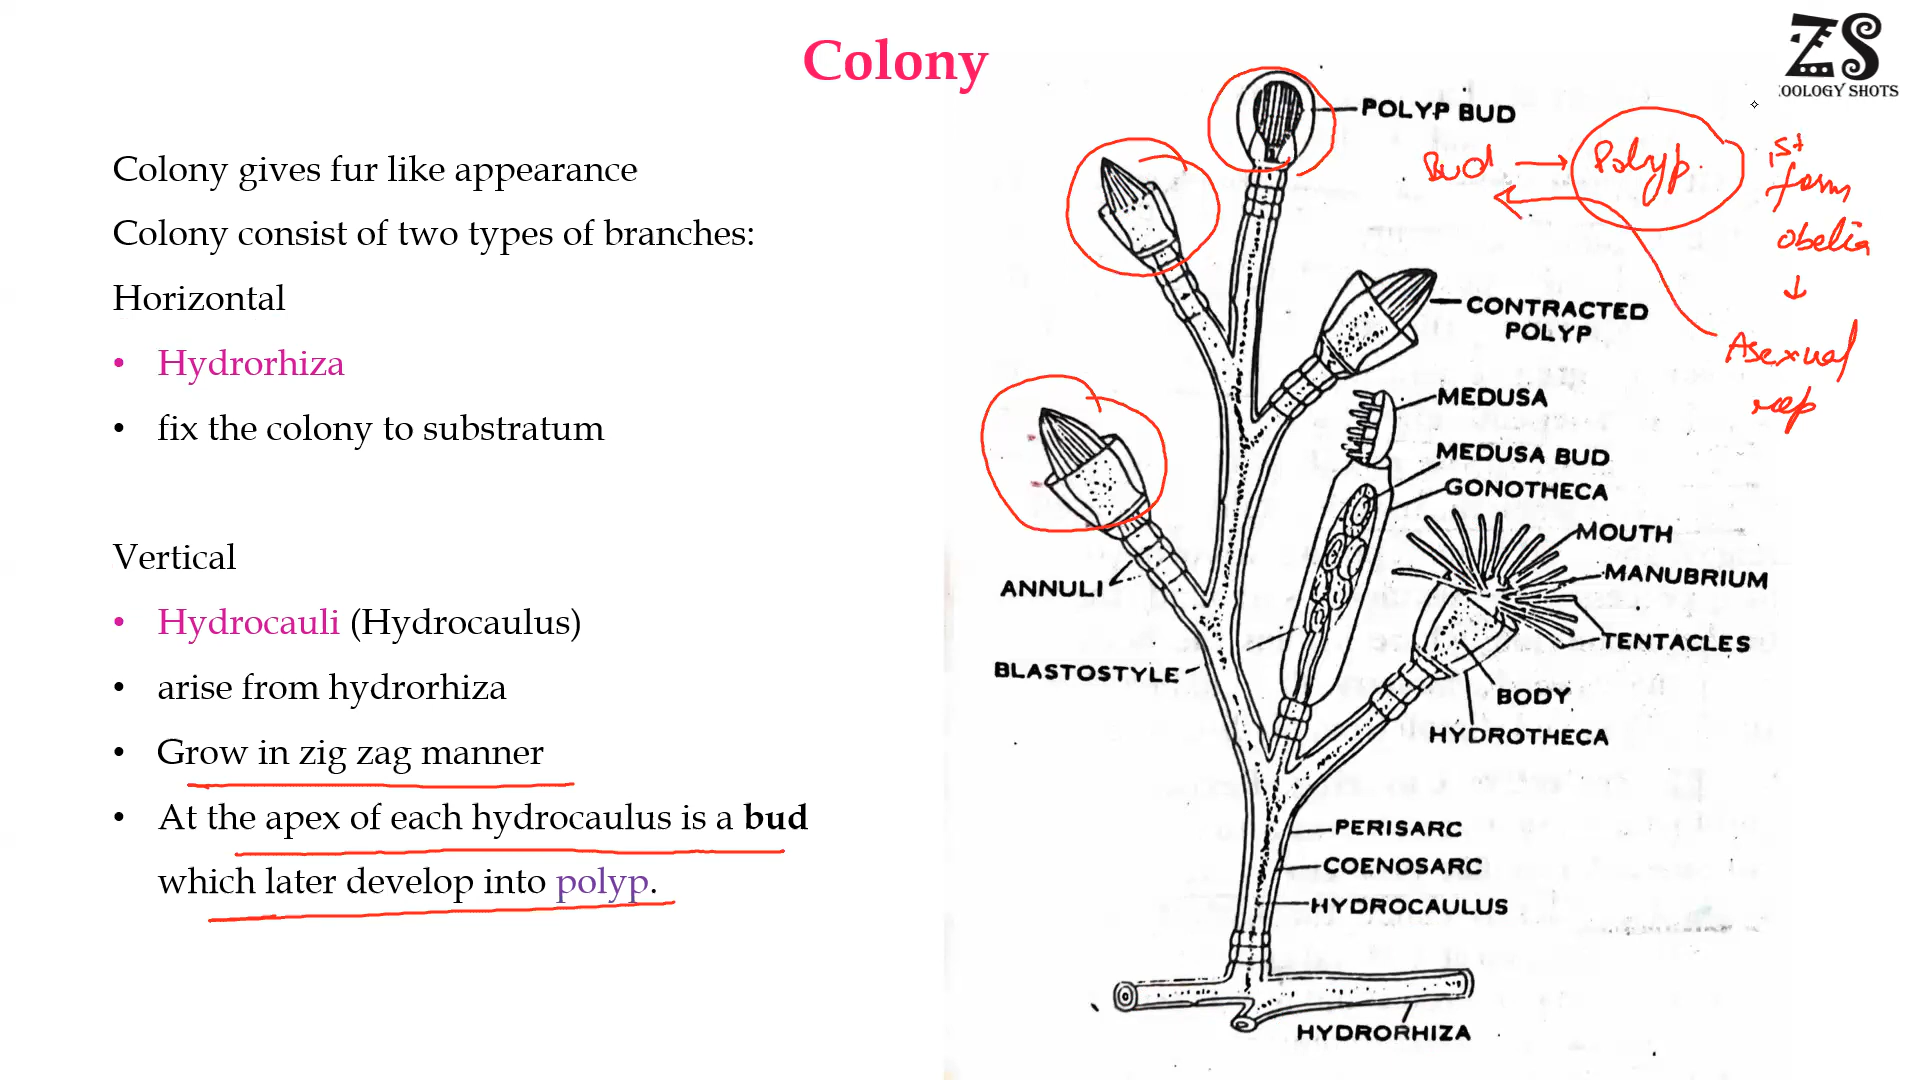 Colony
ZS
ZOOLOGY SHOTS
Colony gives fur like appearance
Colony consist of two types of branches:
Horizontal
• Hydrorhiza
• fix the colony to substratum
Vertical
• Hydrocauli (Hydrocaulus)
• arise from hydrorhiza
• Grow in zig zag manner
• At the apex of each hydrocaulus is a bud
which later develop into polyp.
POLYP BUD
Bud → Polyp.
1st
form
obelia
↓
Asexual
rep
CONTRACTED
POLYP
MEDUSA
MEDUSA BUD
GONOTHECA
MOUTH
MANUBRIUM
TENTACLES
BODY
HYDROTHECA
ANNULI
BLASTOSTYLE
PERISARC
COENOSARC
HYDROCAULUS
HYDRORHIZA